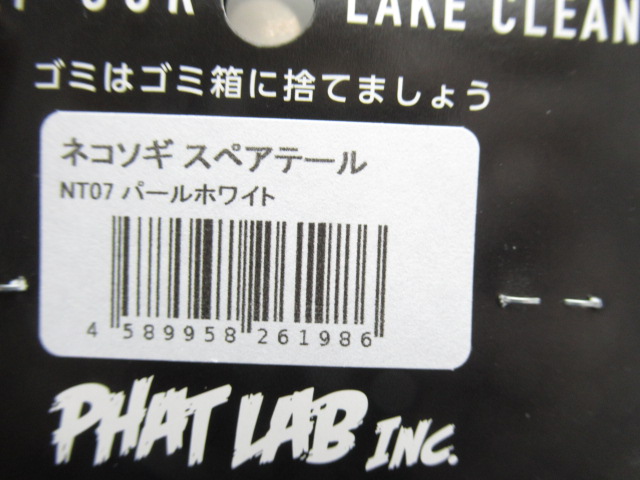 LAKE CLEAN
ゴミはゴミ箱に捨てましょう
ネコソギ スペアテール
NT07 パールホワイト
4 589958 261986
PHAT LAB INC.